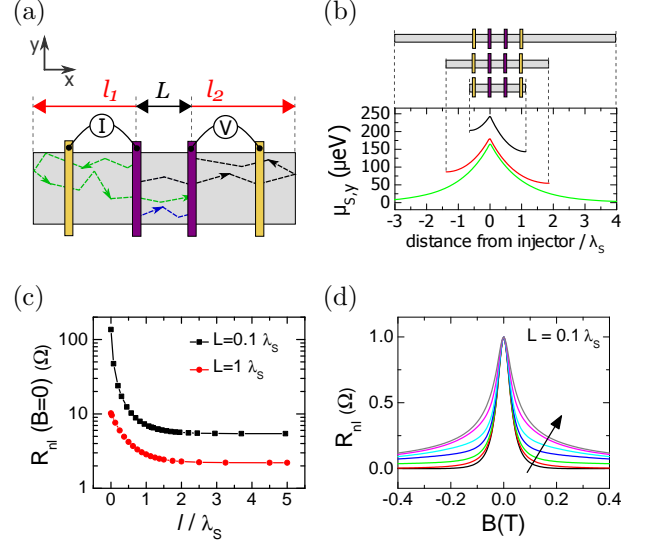 (a)
y
x
l₁ L l₂
I V
(b)
250
200
150
100
50
0
μS,y (μeV)
-3 -2 -1 0 1 2 3 4
distance from injector / λS
(c)
100
10
1
Rnl (B=0) (Ω)
L=0.1 λS
L=1 λS
0 1 2 3 4 5
l / λS
(d)
L = 0.1 λS
1.0
0.5
0.0
Rnl (Ω)
-0.4 -0.2 0.0 0.2 0.4
B(T)